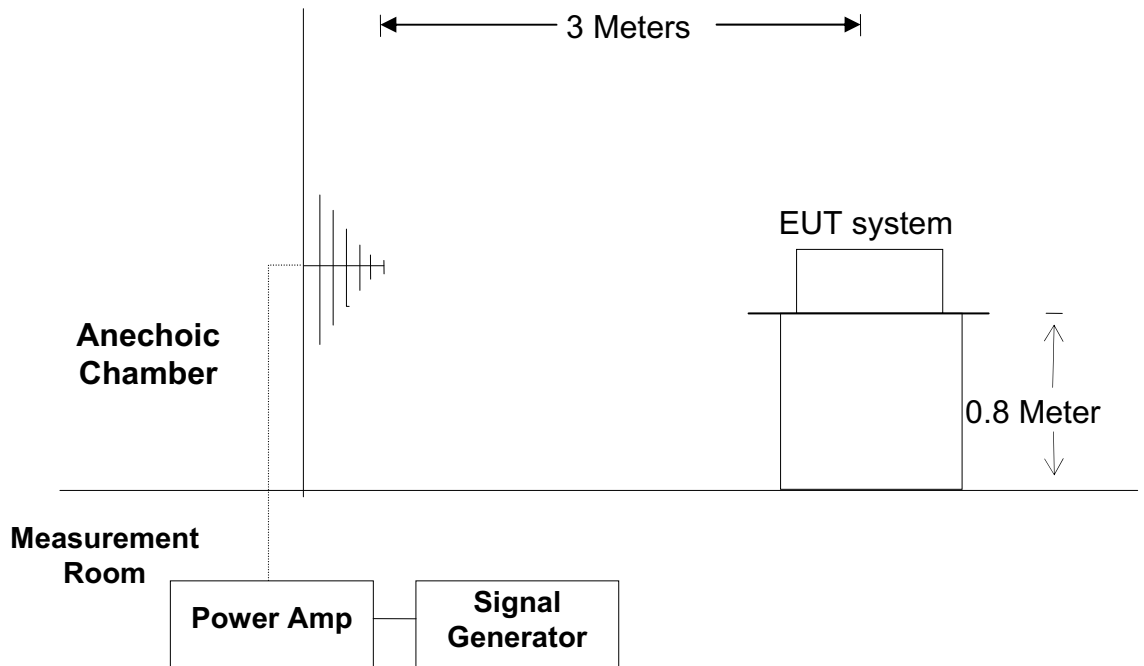 3 Meters
EUT system
Anechoic
Chamber
0.8 Meter
Measurement
Room
Power Amp
Signal
Generator